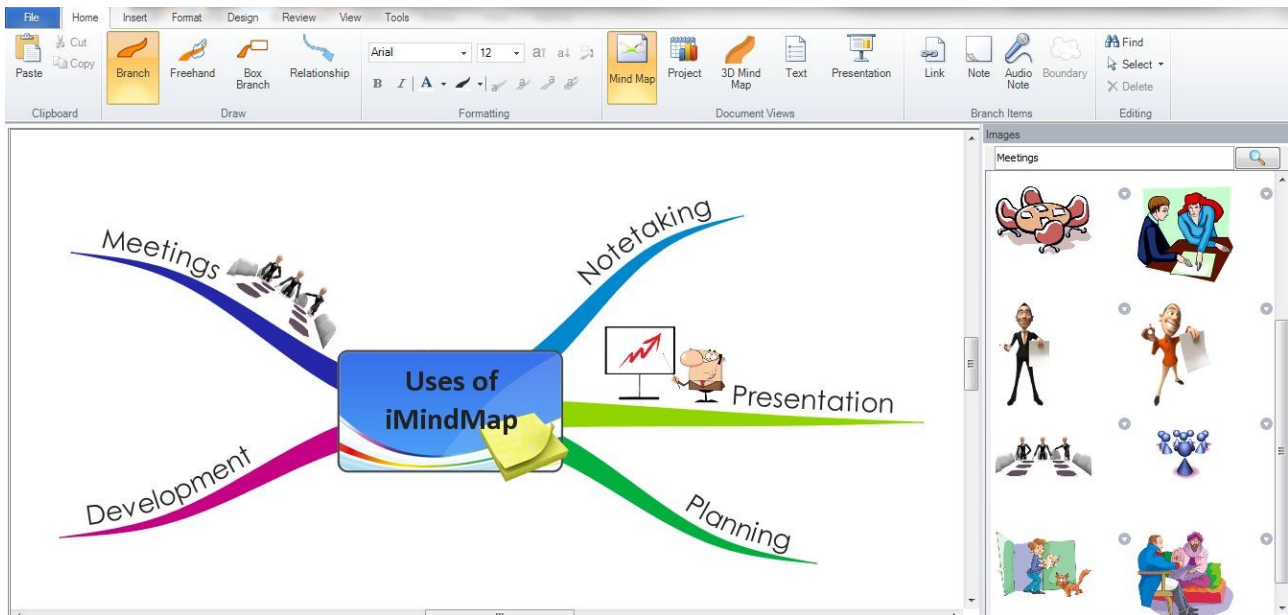 File Home Insert Format Design Review View Tools
Paste
Cut
Copy
Clipboard
Branch
Freehand
Box Branch
Relationship
Draw
Arial 12
B I A
Formatting
Mind Map
Project
3D Mind Map
Text
Presentation
Document Views
Link
Note
Audio Note
Boundary
Branch Items
Find
Select
Delete
Editing
Meetings
Notetaking
Uses of
iMindMap
Presentation
Development
Planning
Images
Meetings